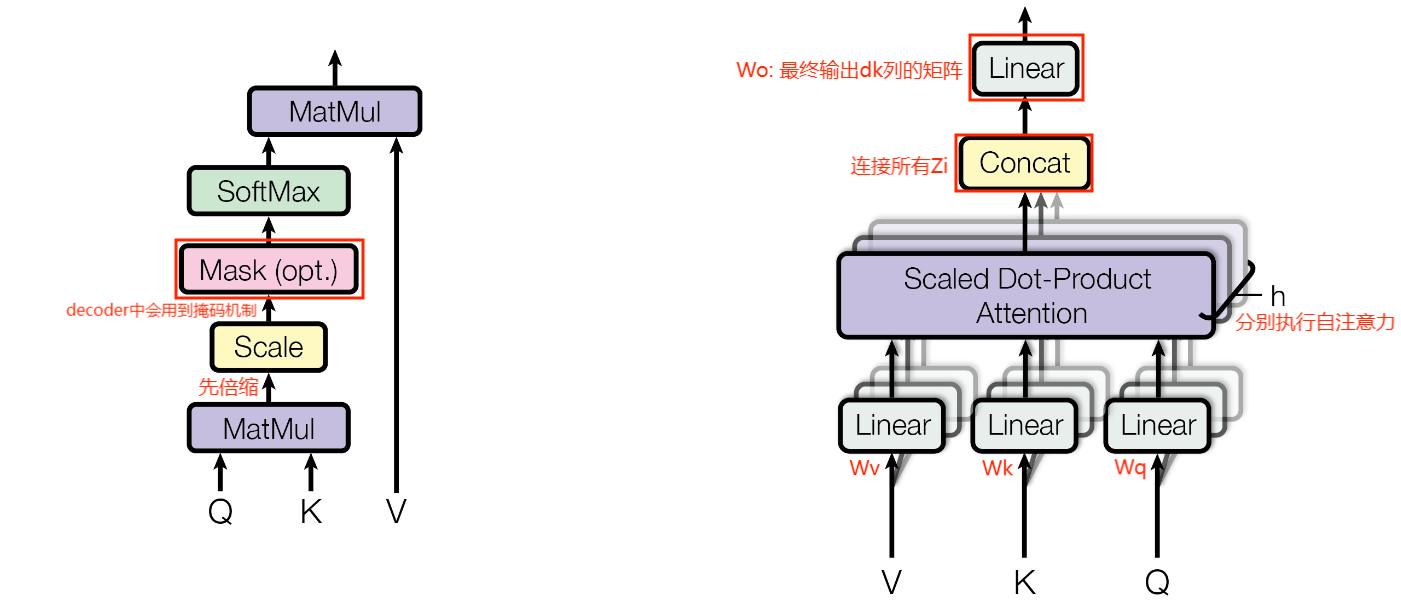 MatMul
SoftMax
Mask (opt.)
decoder中会用到掩码机制
Scale
先倍缩
MatMul
Q
K
V
Linear
Wo: 最终输出dk列的矩阵
Concat
连接所有Zi
Scaled Dot-Product
Attention
h
分别执行自注意力
Linear
Linear
Linear
Wv
Wk
Wq
V
K
Q